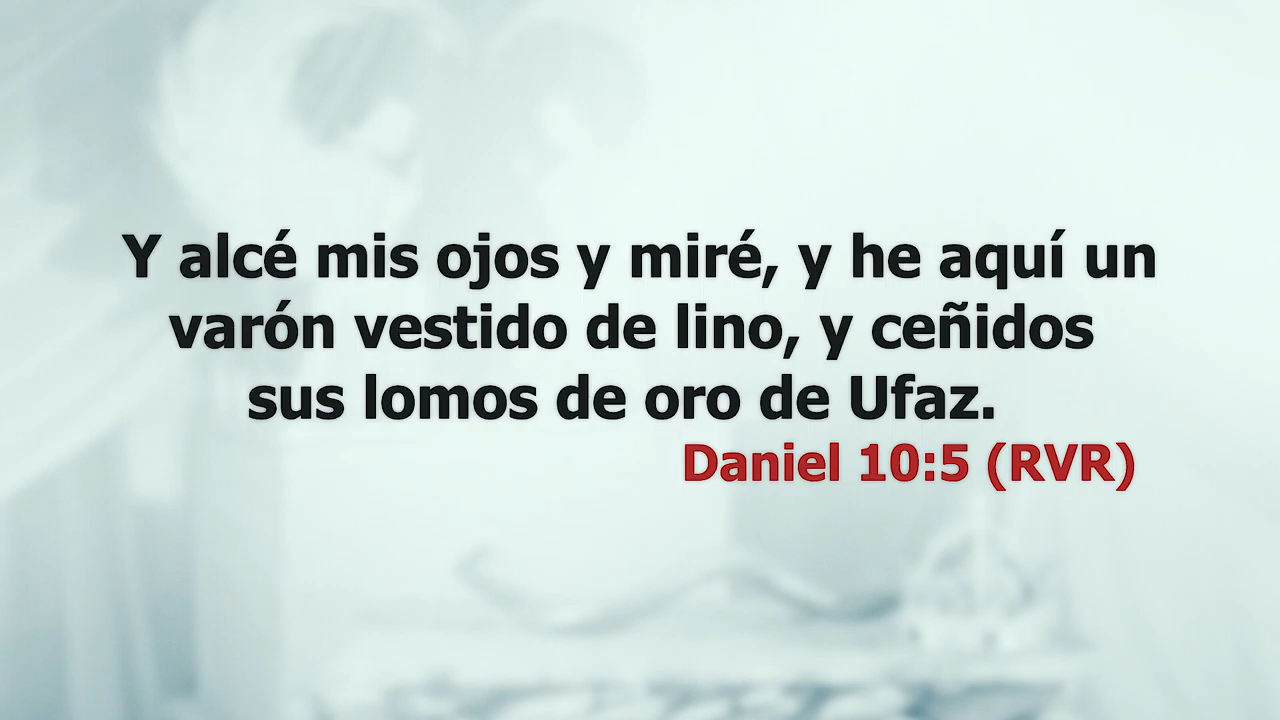 Y alcé mis ojos y miré, y he aquí un
varón vestido de lino, y ceñidos
sus lomos de oro de Ufaz.
Daniel 10:5 (RVR)